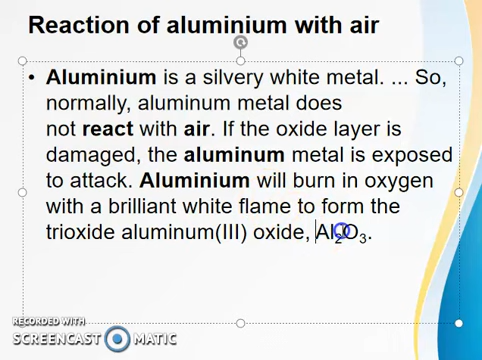 Reaction of aluminium with air
• Aluminium is a silvery white metal. ... So,
normally, aluminum metal does
not react with air. If the oxide layer is
damaged, the aluminum metal is exposed
to attack. Aluminium will burn in oxygen
with a brilliant white flame to form the
trioxide aluminum(III) oxide, Al₂O₃.
RECORDED WITH
SCREENCAST MATIC